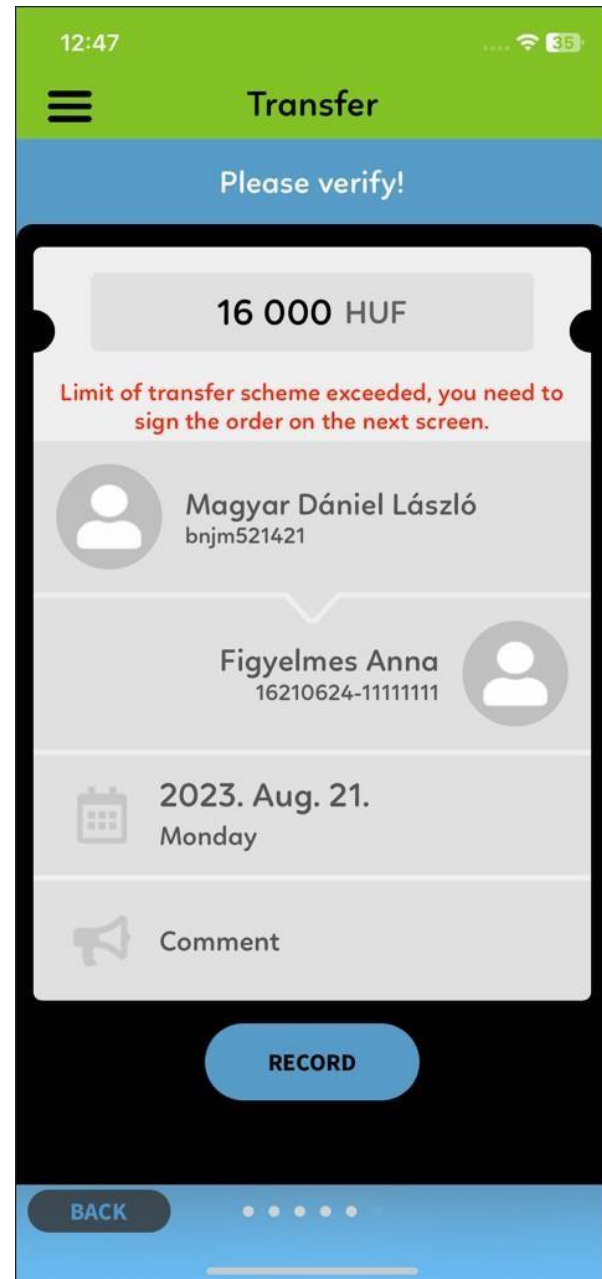 12:47
35
Transfer
Please verify!
16 000 HUF
Limit of transfer scheme exceeded, you need to
sign the order on the next screen.
Magyar Dániel László
bnjm521421
Figyelmes Anna
16210624-11111111
2023. Aug. 21.
Monday
Comment
RECORD
BACK